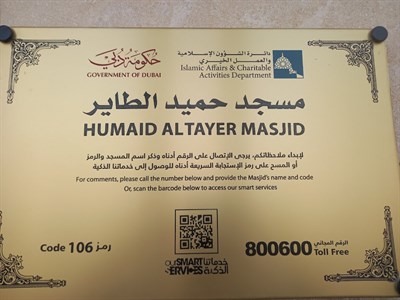 حكومة دبي
GOVERNMENT OF DUBAI
دائرة الشؤون الإسلامية
والعمل الخيري
Islamic Affairs & Charitable
Activities Department
مسجد حميد الطاير
HUMAID ALTAYER MASJID
لإبداء ملاحظاتكم، يرجى الإتصال على الرقم أدناه وذكر اسم المسجد والرمز
أو المسح على رمز الإستجابة السريعة أدناه للوصول إلى خدماتنا الذكية.
For comments, please call the number below and provide the Masjid's name and code
Or, scan the barcode below to access our smart services
Code 106 رمز
our SMART SERVICES خدماتنا الذكية
800600 الرقم المجاني
Toll Free